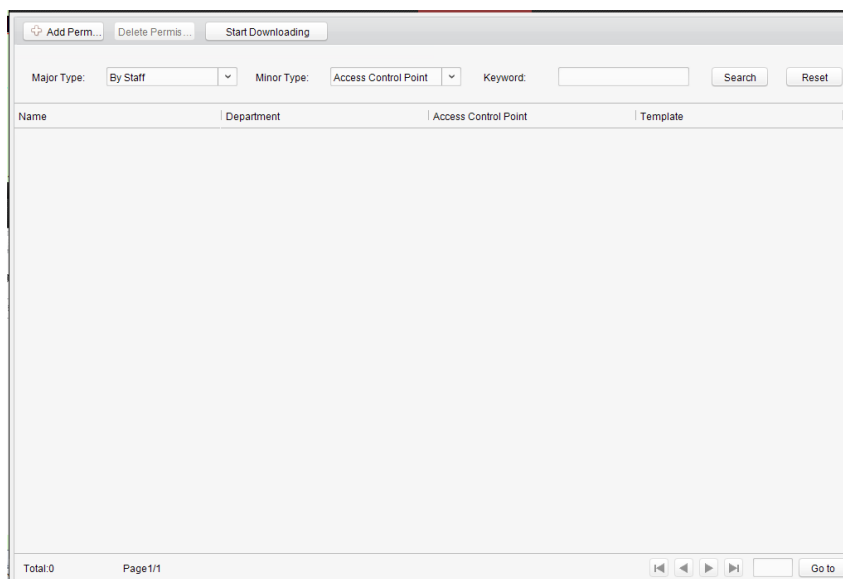 Add Perm... Delete Permis... Start Downloading
Major Type: By Staff Minor Type: Access Control Point Keyword: Search Reset
Name Department Access Control Point Template
Total:0 Page1/1 Go to